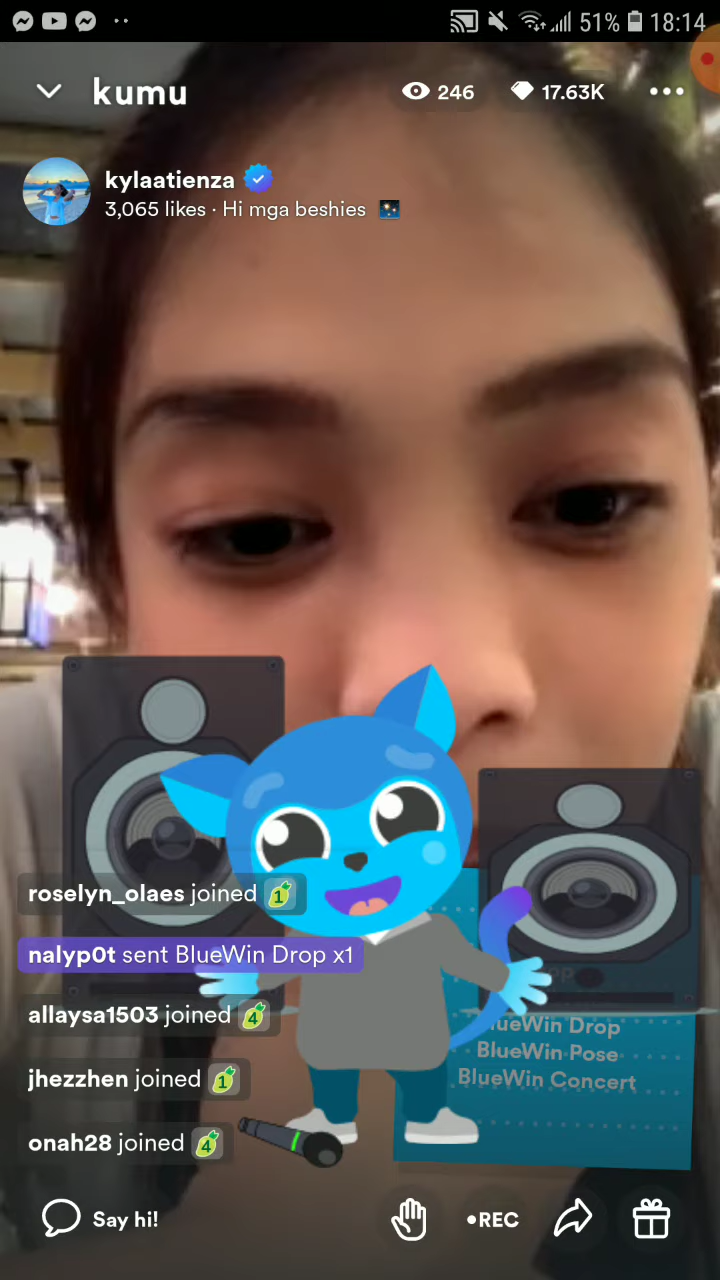 51% 18:14
kumu 246 17.63K
kylaatienza
3,065 likes · Hi mga beshies
roselyn_olaes joined 1
nalyp0t sent BlueWin Drop x1
allaysa1503 joined 4
jhezzhen joined 1
onah28 joined 4
BlueWin Pose
BlueWin Concert
Say hi!
•REC